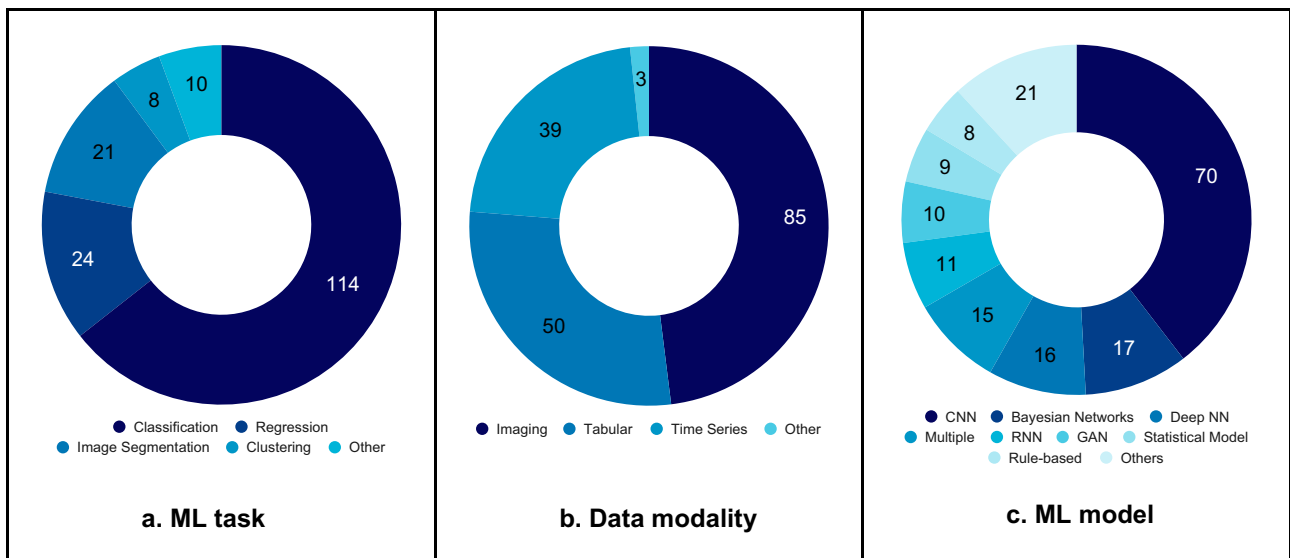 10
8
21
24
114
Classification Regression
Image Segmentation Clustering Other
a. ML task
3
39
85
50
Imaging Tabular Time Series Other
b. Data modality
21
8
9
70
10
11
15
16
17
CNN Bayesian Networks Deep NN
Multiple RNN GAN Statistical Model
Rule-based Others
c. ML model